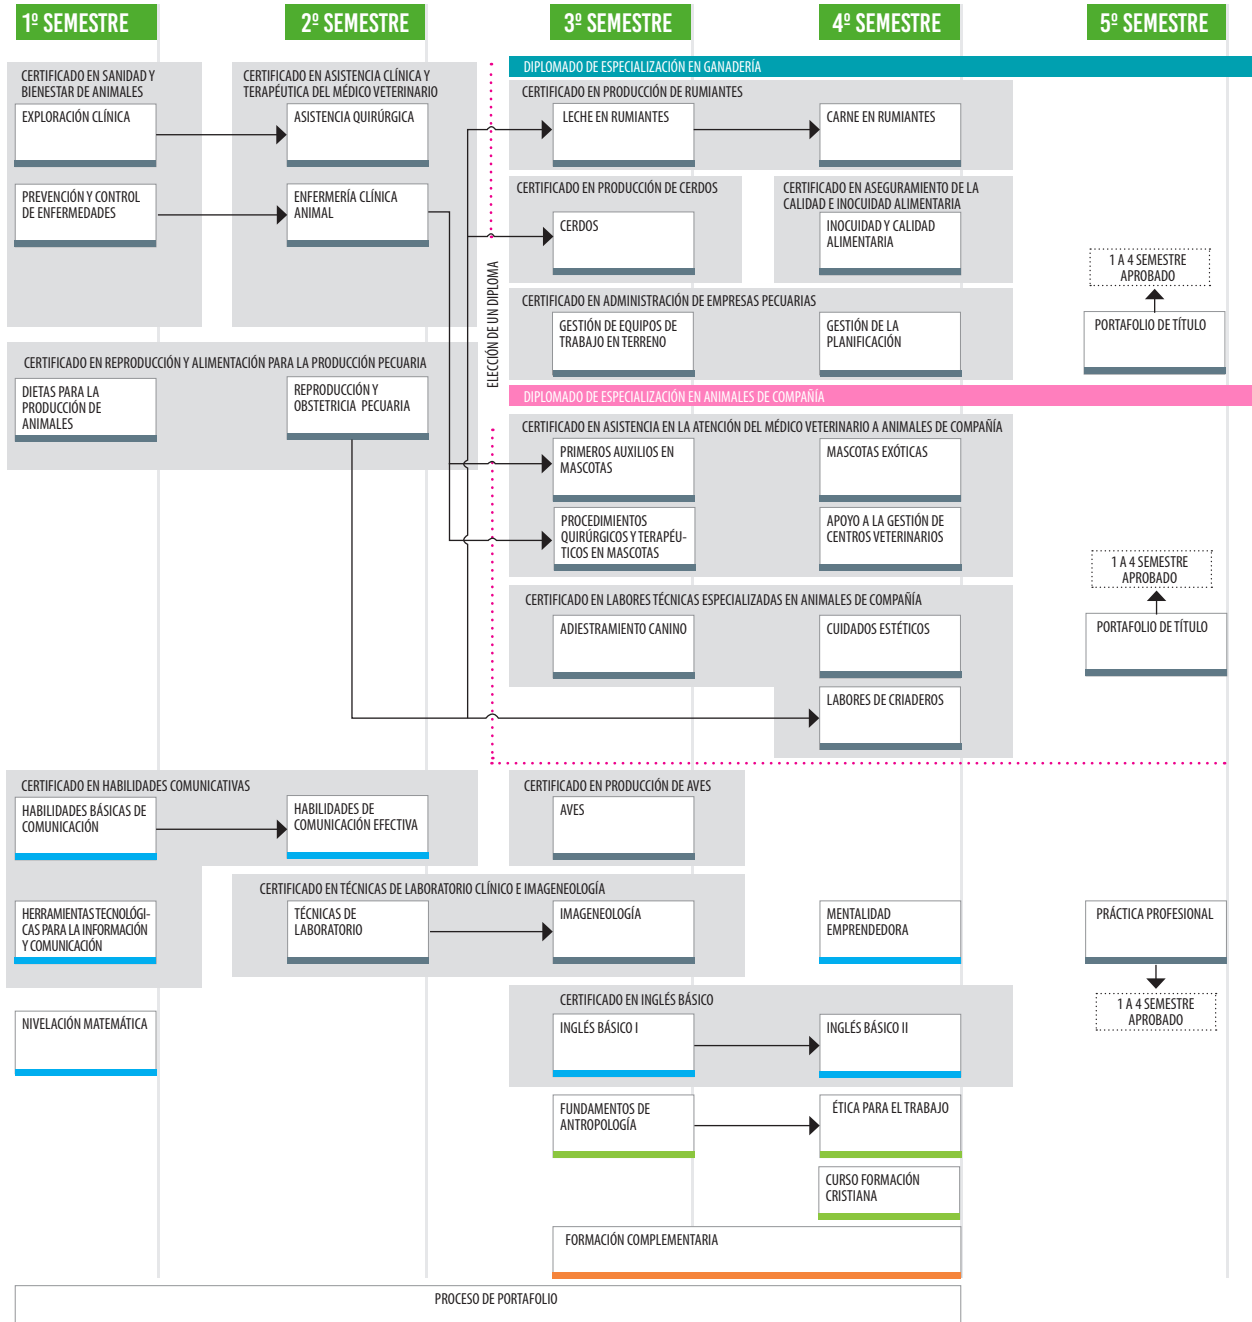 1º SEMESTRE
2º SEMESTRE
3º SEMESTRE
4º SEMESTRE
5º SEMESTRE
CERTIFICADO EN SANIDAD Y
BIENESTAR DE ANIMALES
EXPLORACIÓN CLÍNICA
PREVENCIÓN Y CONTROL
DE ENFERMEDADES
CERTIFICADO EN ASISTENCIA CLÍNICA Y
TERAPÉUTICA DEL MÉDICO VETERINARIO
ASISTENCIA QUIRÚRGICA
ENFERMERÍA CLÍNICA
ANIMAL
ELECCIÓN DE UN DIPLOMA
DIPLOMADO DE ESPECIALIZACIÓN EN GANADERÍA
CERTIFICADO EN PRODUCCIÓN DE RUMIANTES
LECHE EN RUMIANTES
CARNE EN RUMIANTES
CERTIFICADO EN PRODUCCIÓN DE CERDOS
CERDOS
CERTIFICADO EN ASEGURAMIENTO DE LA
CALIDAD E INOCUIDAD ALIMENTARIA
INOCUIDAD Y CALIDAD
ALIMENTARIA
1 A 4 SEMESTRE
APROBADO
PORTAFOLIO DE TÍTULO
CERTIFICADO EN ADMINISTRACIÓN DE EMPRESAS PECUARIAS
GESTIÓN DE EQUIPOS DE
TRABAJO EN TERRENO
GESTIÓN DE LA
PLANIFICACIÓN
CERTIFICADO EN REPRODUCCIÓN Y ALIMENTACIÓN PARA LA PRODUCCIÓN PECUARIA
DIETAS PARA LA
PRODUCCIÓN DE
ANIMALES
REPRODUCCIÓN Y
OBSTETRICIA PECUARIA
DIPLOMADO DE ESPECIALIZACIÓN EN ANIMALES DE COMPAÑÍA
CERTIFICADO EN ASISTENCIA EN LA ATENCIÓN DEL MÉDICO VETERINARIO A ANIMALES DE COMPAÑÍA
PRIMEROS AUXILIOS EN
MASCOTAS
MASCOTAS EXÓTICAS
PROCEDIMIENTOS
QUIRÚRGICOS Y TERAPÉU-
TICOS EN MASCOTAS
APOYO A LA GESTIÓN DE
CENTROS VETERINARIOS
1 A 4 SEMESTRE
APROBADO
PORTAFOLIO DE TÍTULO
CERTIFICADO EN LABORES TÉCNICAS ESPECIALIZADAS EN ANIMALES DE COMPAÑÍA
ADIESTRAMIENTO CANINO
CUIDADOS ESTÉTICOS
LABORES DE CRIADEROS
CERTIFICADO EN HABILIDADES COMUNICATIVAS
HABILIDADES BÁSICAS DE
COMUNICACIÓN
HABILIDADES DE
COMUNICACIÓN EFECTIVA
CERTIFICADO EN PRODUCCIÓN DE AVES
AVES
HERRAMIENTAS TECNOLÓGI-
CAS PARA LA INFORMACIÓN
Y COMUNICACIÓN
CERTIFICADO EN TÉCNICAS DE LABORATORIO CLÍNICO E IMAGENEOLOGÍA
TÉCNICAS DE
LABORATORIO
IMAGENEOLOGÍA
MENTALIDAD
EMPRENDEDORA
PRÁCTICA PROFESIONAL
1 A 4 SEMESTRE
APROBADO
NIVELACIÓN MATEMÁTICA
CERTIFICADO EN INGLÉS BÁSICO
INGLÉS BÁSICO I
INGLÉS BÁSICO II
FUNDAMENTOS DE
ANTROPOLOGÍA
ÉTICA PARA EL TRABAJO
CURSO FORMACIÓN
CRISTIANA
FORMACIÓN COMPLEMENTARIA
PROCESO DE PORTAFOLIO